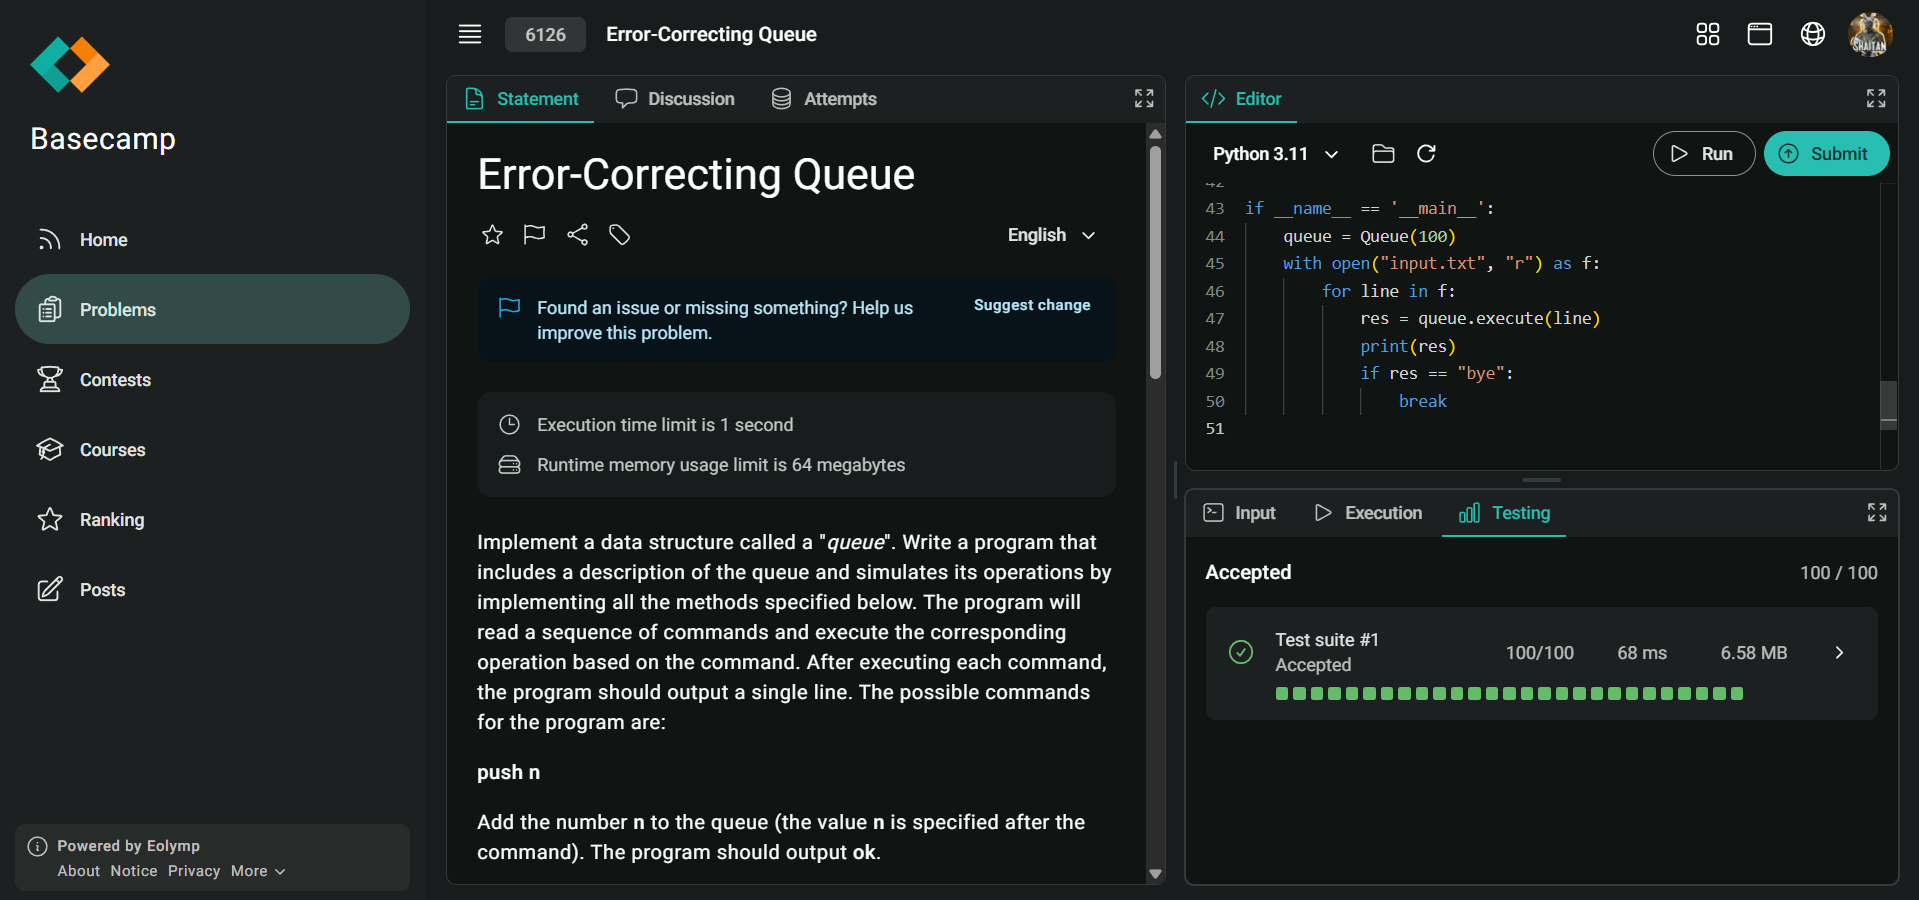 Basecamp
Home
Problems
Contests
Courses
Ranking
Posts
Powered by Eolymp
About Notice Privacy More
6126 Error-Correcting Queue
SHAITAN
Statement Discussion Attempts
Error-Correcting Queue
English
Found an issue or missing something? Help us
improve this problem.
Suggest change
Execution time limit is 1 second
Runtime memory usage limit is 64 megabytes
Implement a data structure called a "queue". Write a program that
includes a description of the queue and simulates its operations by
implementing all the methods specified below. The program will
read a sequence of commands and execute the corresponding
operation based on the command. After executing each command,
the program should output a single line. The possible commands
for the program are:
push n
Add the number n to the queue (the value n is specified after the
command). The program should output ok.
</> Editor
Python 3.11
Run
Submit
42
43 if __name__ == '__main__':
44 queue = Queue(100)
45 with open("input.txt", "r") as f:
46 for line in f:
47 res = queue.execute(line)
48 print(res)
49 if res == "bye":
50 break
51
Input Execution Testing
Accepted 100 / 100
Test suite #1
Accepted
100/100 68 ms 6.58 MB